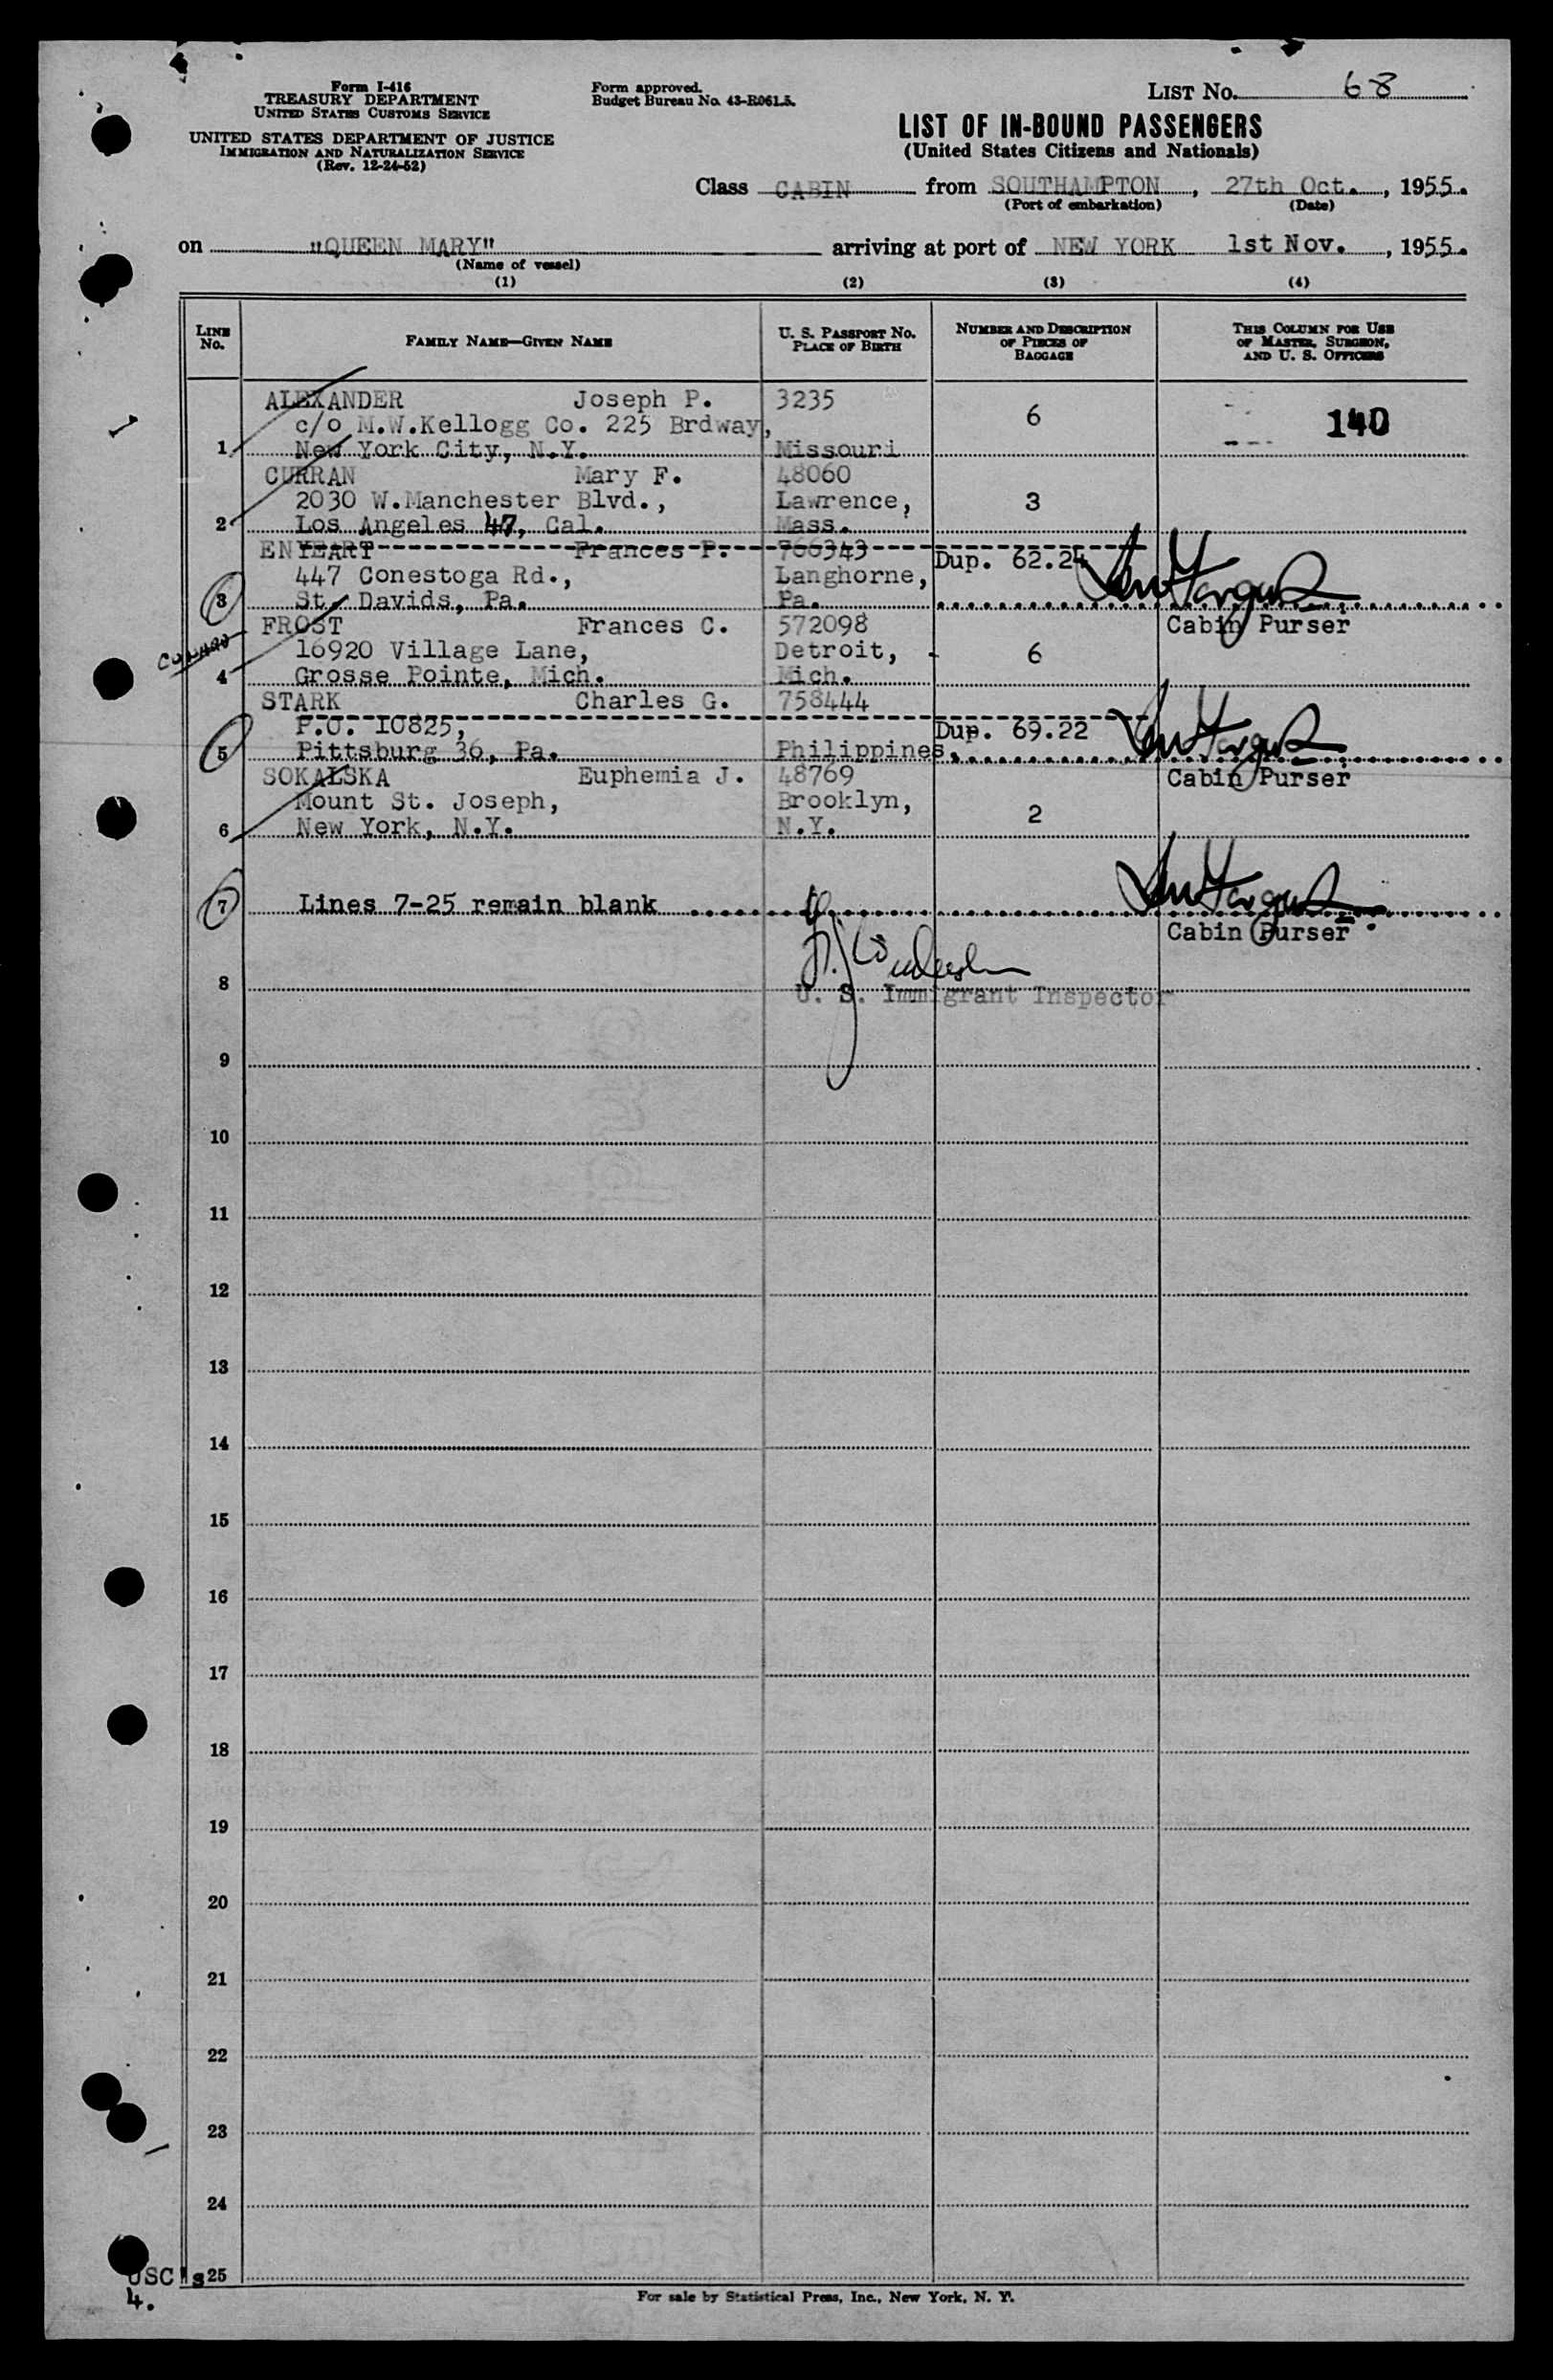 Form I-416
TREASURY DEPARTMENT
UNITED STATES CUSTOMS SERVICE
UNITED STATES DEPARTMENT OF JUSTICE
IMMIGRATION AND NATURALIZATION SERVICE
(Rev. 12-24-52)
Form approved.
Budget Bureau No. 43-R061.5.
LIST NO. 68
LIST OF IN-BOUND PASSENGERS
(United States Citizens and Nationals)
Class CABIN from SOUTHAMPTON, 27th Oct., 1955.
(Port of embarkation) (Date)
on "QUEEN MARY" arriving at port of NEW YORK 1st Nov., 1955.
(Name of vessel)
(1) (2) (3) (4)
LINE NO.
FAMILY NAME—GIVEN NAME
U. S. PASSPORT NO.
PLACE OF BIRTH
NUMBER AND DESCRIPTION
OF PIECES OF
BAGGAGE
THIS COLUMN FOR USE
OF MASTER, SURGEON,
AND U. S. OFFICERS
ALEXANDER Joseph P. 3235
c/o M.W.Kellogg Co. 225 Brdway, 6 140
1 New York City, N.Y. Missouri
CURRAN Mary F. 48060
2030 W.Manchester Blvd., Lawrence, 3
2 Los Angeles 47, Cal. Mass.
ENYEART Frances P. 766343
447 Conestoga Rd., Langhorne, Dup. 62.24
3 St. Davids, Pa. Pa.
FROST Frances C. 572098 Cabin Purser
16920 Village Lane, Detroit, 6
4 Grosse Pointe, Mich. Mich.
STARK Charles G. 758444
P.O. 10825, Dup. 69.22
5 Pittsburg 36, Pa. Philippines.
SOKALSKA Euphemia J. 48769 Cabin Purser
Mount St. Joseph, Brooklyn, 2
6 New York, N.Y. N.Y.
7 Lines 7-25 remain blank
Cabin Purser
8 U. S. Immigrant Inspector
9
10
11
12
13
14
15
16
17
18
19
20
21
22
23
24
USC's 25
4.
For sale by Statistical Press, Inc., New York, N. Y.